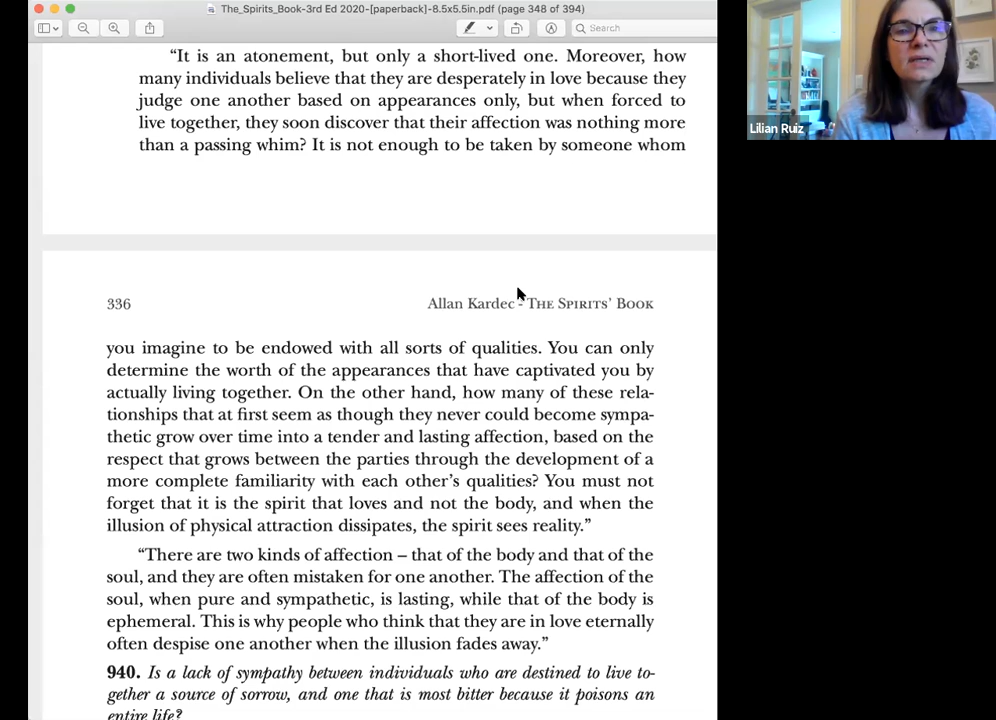 The_Spirits_Book-3rd Ed 2020-[paperback]-8.5x5.5in.pdf (page 348 of 394)
Search
“It is an atonement, but only a short-lived one. Moreover, how
many individuals believe that they are desperately in love because they
judge one another based on appearances only, but when forced to
live together, they soon discover that their affection was nothing more
than a passing whim? It is not enough to be taken by someone whom
Lilian Ruiz
336
Allan Kardec - THE SPIRITS’ BOOK
you imagine to be endowed with all sorts of qualities. You can only
determine the worth of the appearances that have captivated you by
actually living together. On the other hand, how many of these rela-
tionships that at first seem as though they never could become sympa-
thetic grow over time into a tender and lasting affection, based on the
respect that grows between the parties through the development of a
more complete familiarity with each other’s qualities? You must not
forget that it is the spirit that loves and not the body, and when the
illusion of physical attraction dissipates, the spirit sees reality.”
“There are two kinds of affection – that of the body and that of the
soul, and they are often mistaken for one another. The affection of the
soul, when pure and sympathetic, is lasting, while that of the body is
ephemeral. This is why people who think that they are in love eternally
often despise one another when the illusion fades away.”
940. Is a lack of sympathy between individuals who are destined to live to-
gether a source of sorrow, and one that is most bitter because it poisons an
entire life?